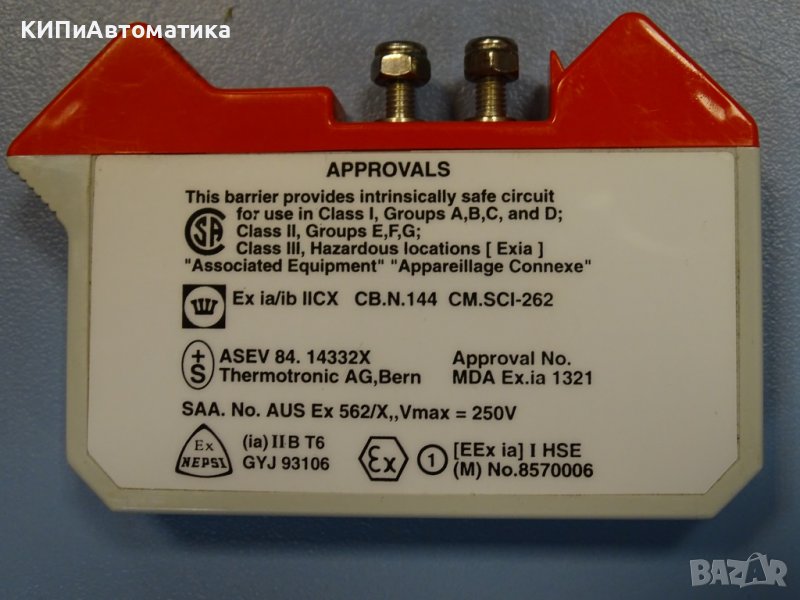 КИПиАвтоматика
APPROVALS
This barrier provides intrinsically safe circuit
for use in Class I, Groups A,B,C, and D;
Class II, Groups E,F,G;
Class III, Hazardous locations [ Exia ]
"Associated Equipment" "Appareillage Connexe"
SA
Ex ia/ib IICX CB.N.144 CM.SCI-262
+
S
ASEV 84. 14332X Approval No.
Thermotronic AG,Bern MDA Ex.ia 1321
SAA. No. AUS Ex 562/X,,Vmax = 250V
Ex
NEPSI
(ia) II B T6
GYJ 93106
Ex
1
[EEx ia] I HSE
(M) No.8570006
BAZAR